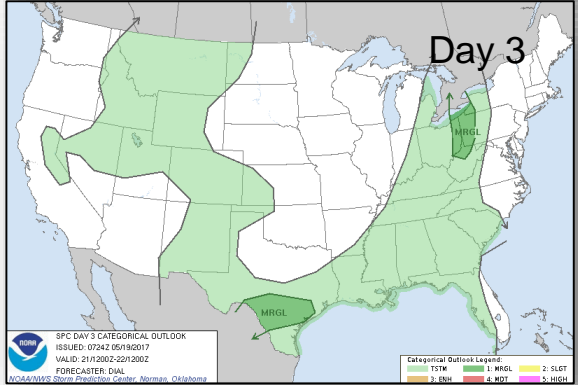 Day 3
MRGL
MRGL
NOAA
SPC DAY 3 CATEGORICAL OUTLOOK
ISSUED: 0724Z 05/19/2017
VALID: 21/1200Z-22/1200Z
FORECASTER: DIAL
NOAA/NWS Storm Prediction Center, Norman, Oklahoma
Categorical Outlook Legend:
TSTM 1: MRGL 2: SLGT
3: ENH 4: MDT 5: HIGH